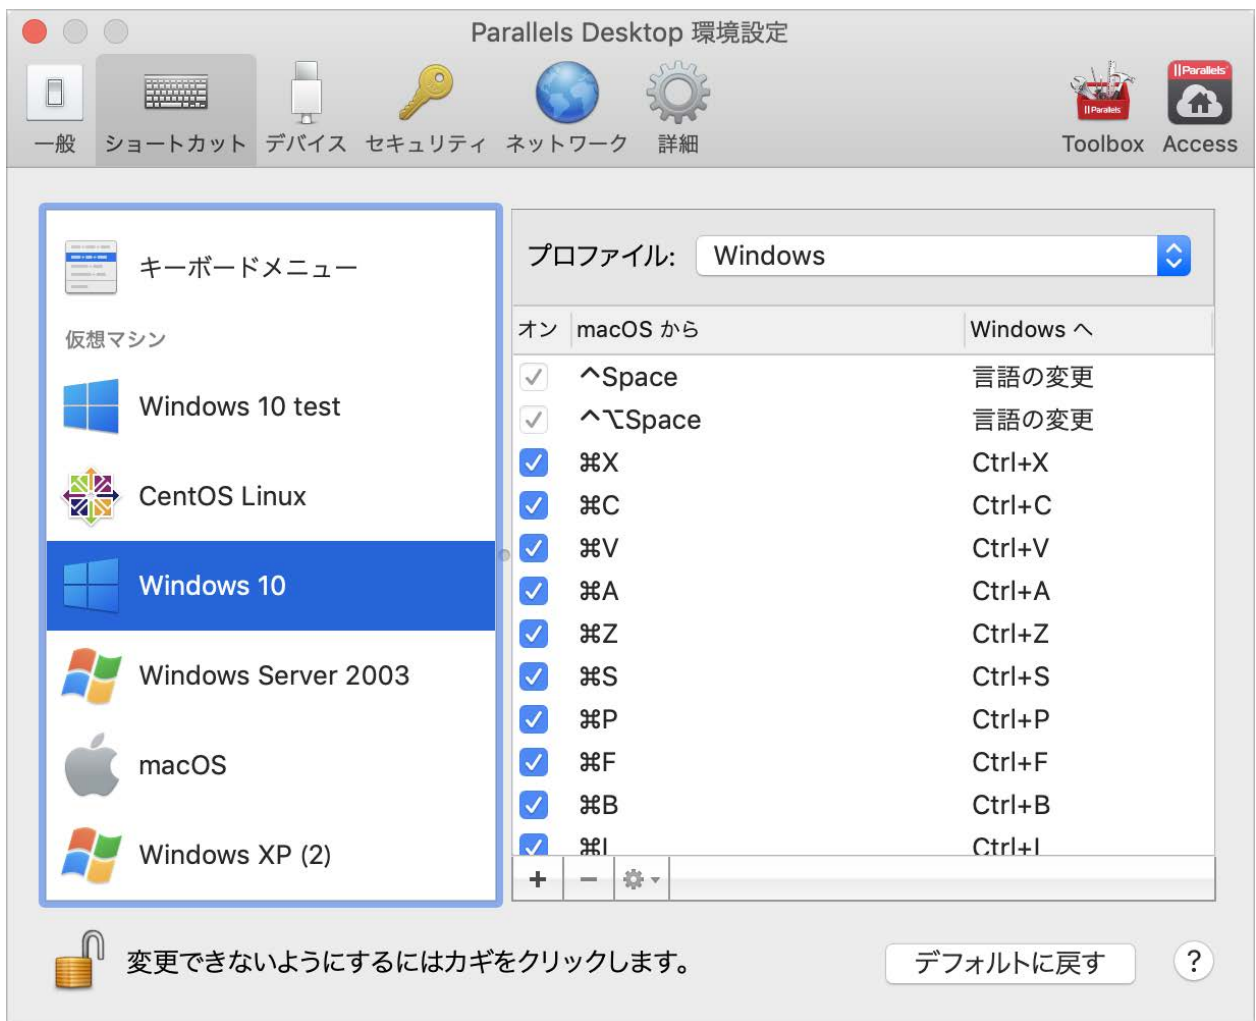 Parallels Desktop 環境設定
一般
ショートカット
デバイス
セキュリティ
ネットワーク
詳細
||Parallels
Toolbox
||Parallels
Access
キーボードメニュー
仮想マシン
Windows 10 test
CentOS Linux
Windows 10
Windows Server 2003
macOS
Windows XP (2)
プロファイル: Windows
オン macOS から Windows へ
^Space 言語の変更
^⌥Space 言語の変更
⌘X Ctrl+X
⌘C Ctrl+C
⌘V Ctrl+V
⌘A Ctrl+A
⌘Z Ctrl+Z
⌘S Ctrl+S
⌘P Ctrl+P
⌘F Ctrl+F
⌘B Ctrl+B
⌘I Ctrl+I
+ −
変更できないようにするにはカギをクリックします。
デフォルトに戻す
?